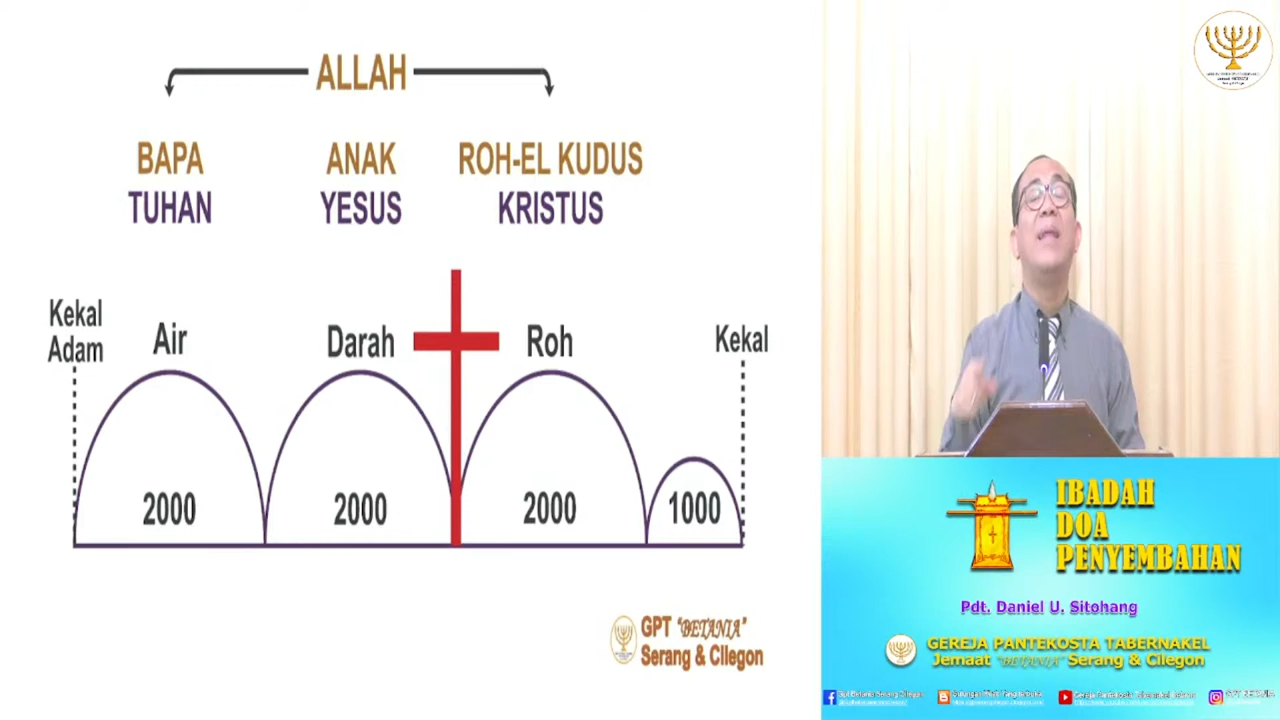 ALLAH
BAPA ANAK ROH-EL KUDUS
TUHAN YESUS KRISTUS
Kekal
Adam
Air Darah Roh Kekal
2000 2000 2000 1000
GPT "BETANIA"
Serang & Cilegon
IBADAH
DOA
PENYEMBAHAN
Pdt. Daniel U. Sitohang
GEREJA PANTEKOSTA TABERNAKEL
Jemaat "BETANIA" Serang & Cilegon